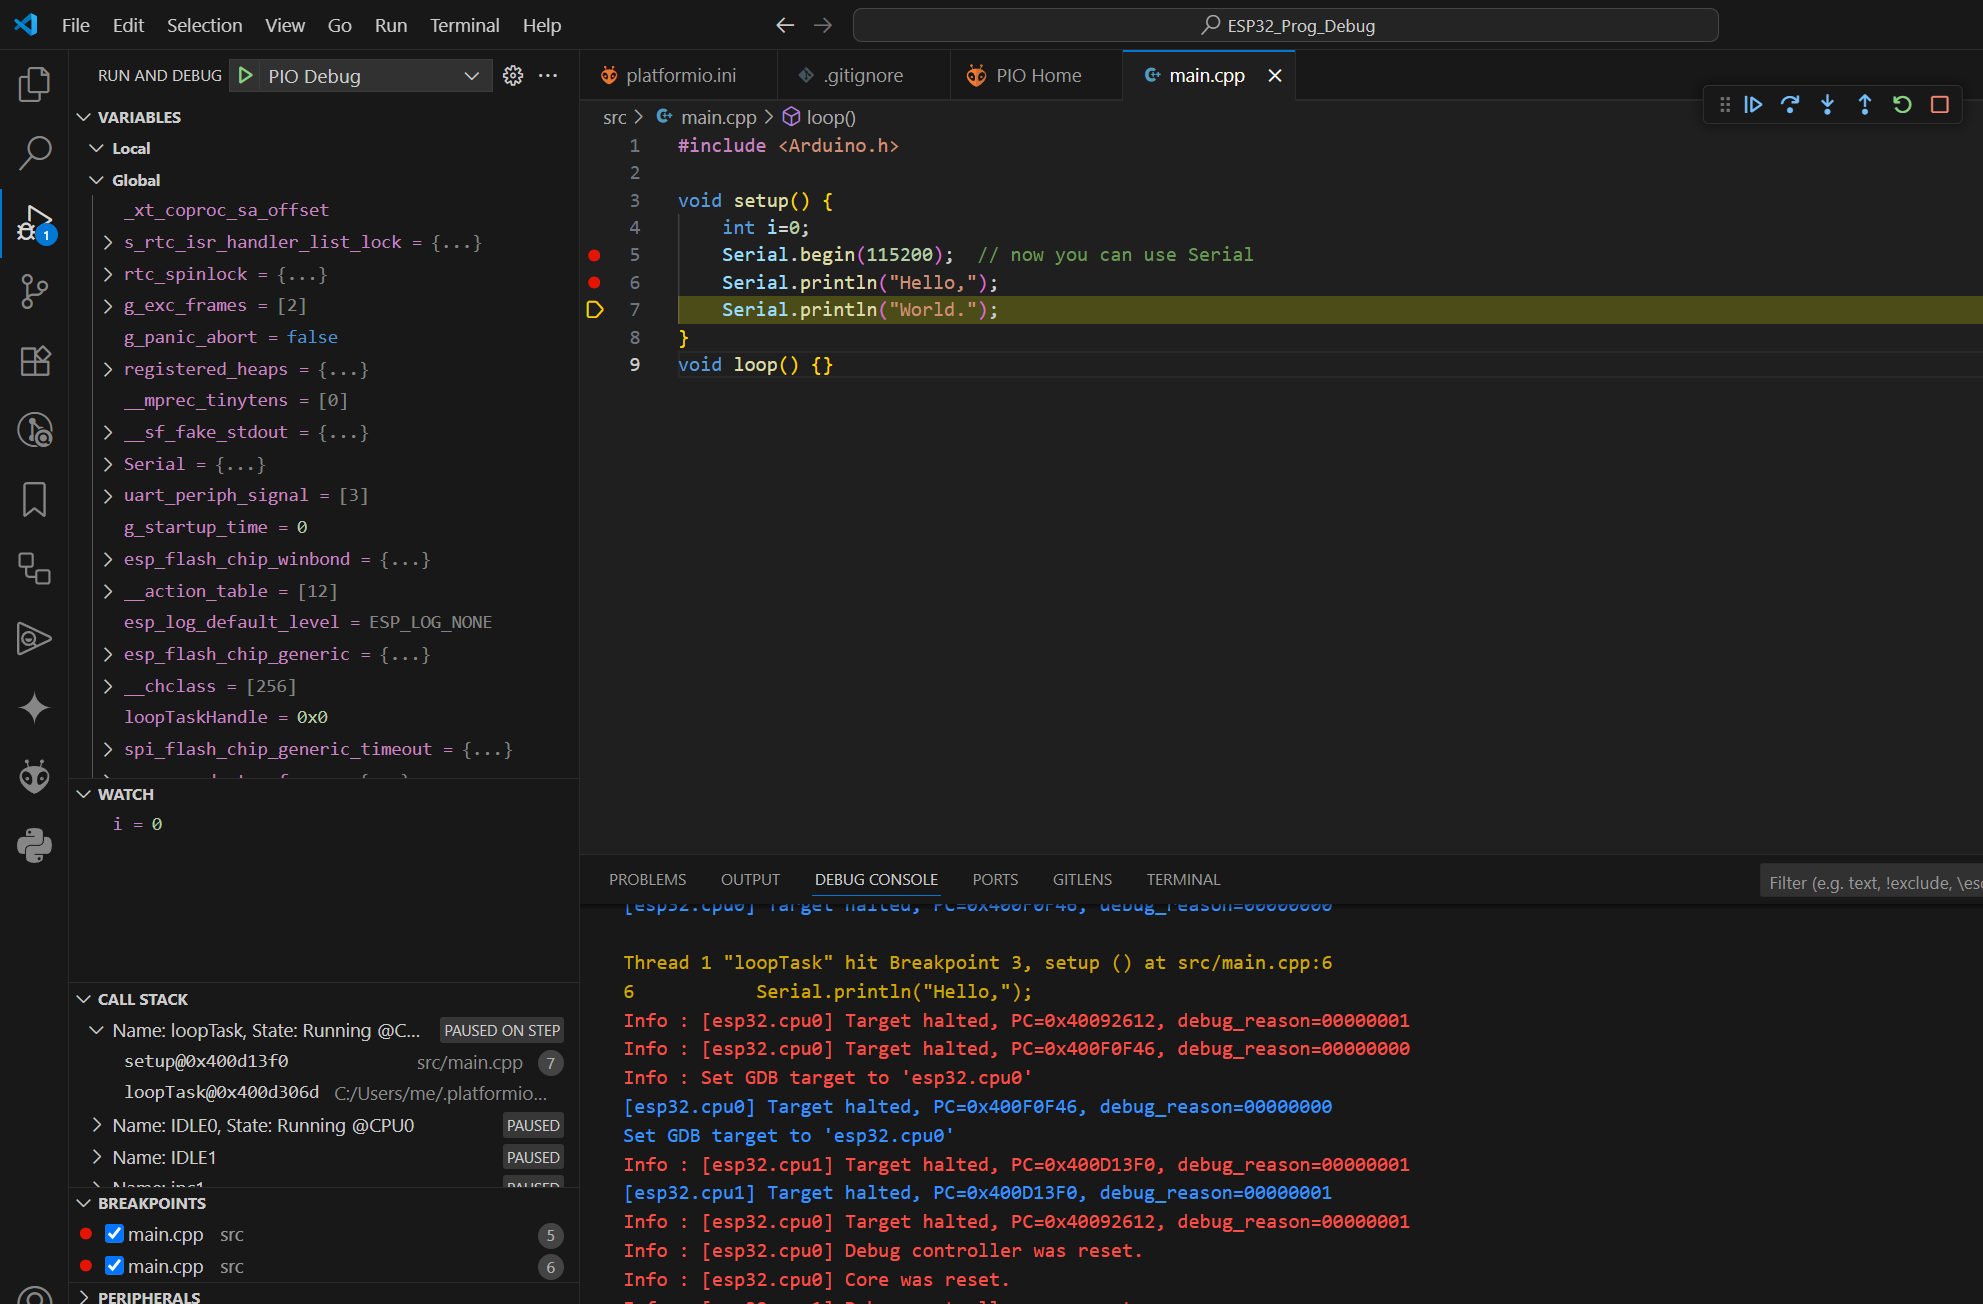 File Edit Selection View Go Run Terminal Help
ESP32_Prog_Debug
RUN AND DEBUG PIO Debug
1
VARIABLES
Local
Global
_xt_coproc_sa_offset
s_rtc_isr_handler_list_lock = {...}
rtc_spinlock = {...}
g_exc_frames = [2]
g_panic_abort = false
registered_heaps = {...}
__mprec_tinytens = [0]
__sf_fake_stdout = {...}
Serial = {...}
uart_periph_signal = [3]
g_startup_time = 0
esp_flash_chip_winbond = {...}
__action_table = [12]
esp_log_default_level = ESP_LOG_NONE
esp_flash_chip_generic = {...}
__chclass = [256]
loopTaskHandle = 0x0
spi_flash_chip_generic_timeout = {...}
WATCH
i = 0
CALL STACK
Name: loopTask, State: Running @C... PAUSED ON STEP
setup@0x400d13f0 src/main.cpp 7
loopTask@0x400d306d C:/Users/me/.platformio...
Name: IDLE0, State: Running @CPU0 PAUSED
Name: IDLE1 PAUSED
BREAKPOINTS
main.cpp src 5
main.cpp src 6
PERIPHERALS
platformio.ini .gitignore PIO Home main.cpp
src > main.cpp > loop()
1 #include <Arduino.h>
2
3 void setup() {
4 int i=0;
5 Serial.begin(115200); // now you can use Serial
6 Serial.println("Hello,");
7 Serial.println("World.");
8 }
9 void loop() {}
PROBLEMS OUTPUT DEBUG CONSOLE PORTS GITLENS TERMINAL
Filter (e.g. text, !exclude, \esc
[esp32.cpu0] Target halted, PC=0x400F0F46, debug_reason=00000000
Thread 1 "loopTask" hit Breakpoint 3, setup () at src/main.cpp:6
6 Serial.println("Hello,");
Info : [esp32.cpu0] Target halted, PC=0x40092612, debug_reason=00000001
Info : [esp32.cpu0] Target halted, PC=0x400F0F46, debug_reason=00000000
Info : Set GDB target to 'esp32.cpu0'
[esp32.cpu0] Target halted, PC=0x400F0F46, debug_reason=00000000
Set GDB target to 'esp32.cpu0'
Info : [esp32.cpu1] Target halted, PC=0x400D13F0, debug_reason=00000001
[esp32.cpu1] Target halted, PC=0x400D13F0, debug_reason=00000001
Info : [esp32.cpu0] Target halted, PC=0x40092612, debug_reason=00000001
Info : [esp32.cpu0] Debug controller was reset.
Info : [esp32.cpu0] Core was reset.